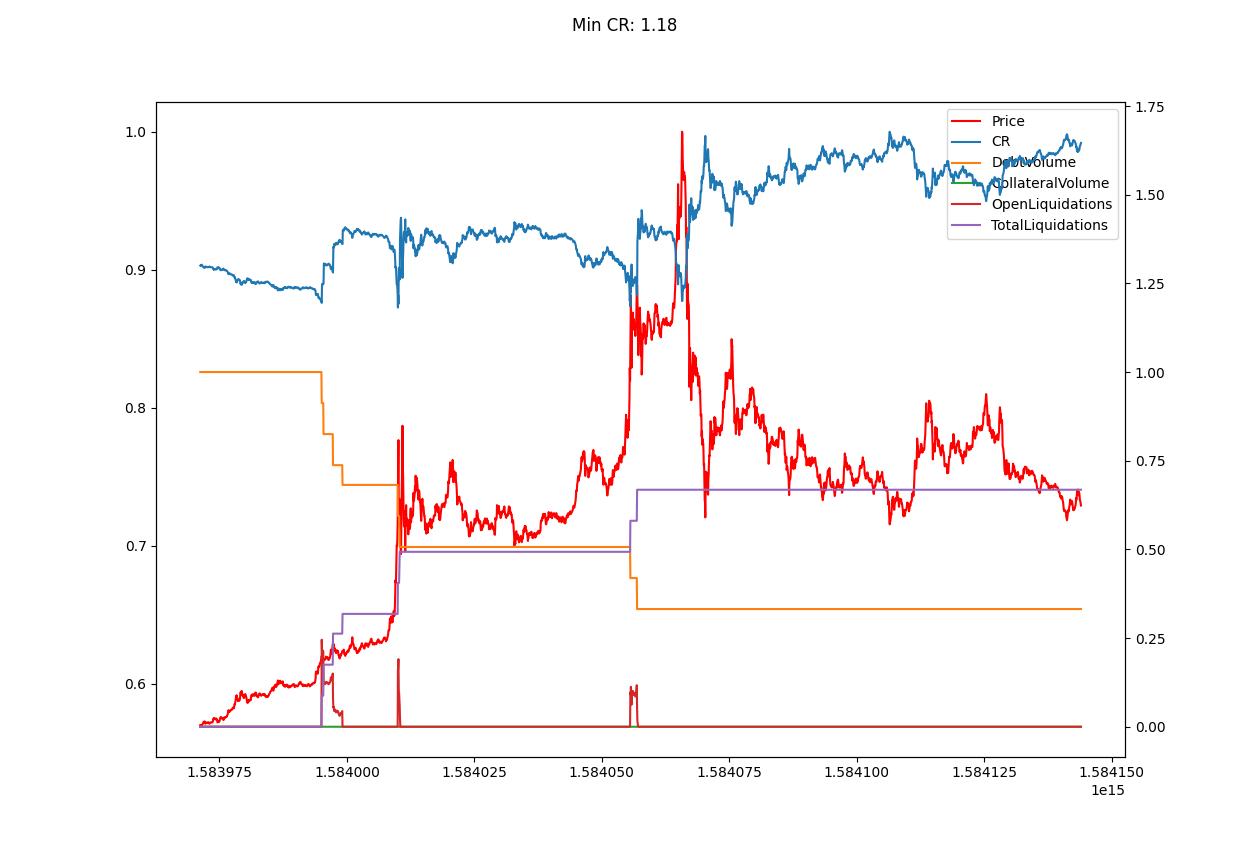 Min CR: 1.18
1.0
0.9
0.8
0.7
0.6
1.75
1.50
1.25
1.00
0.75
0.50
0.25
0.00
Price
CR
DebtVolume
CollateralVolume
OpenLiquidations
TotalLiquidations
1.583975 1.584000 1.584025 1.584050 1.584075 1.584100 1.584125 1.584150
1e15